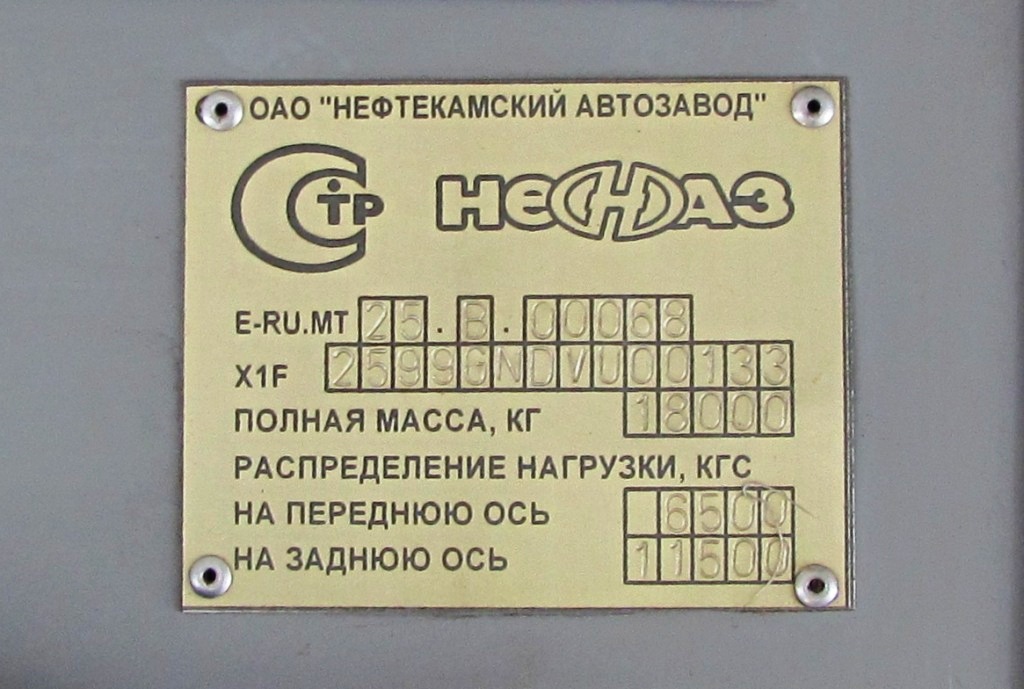 ОАО "НЕФТЕКАМСКИЙ АВТОЗАВОД"
СТР НЕФАЗ
E-RU.MT 25.В.00068
X1F 2599GNDVU00133
ПОЛНАЯ МАССА, КГ 18000
РАСПРЕДЕЛЕНИЕ НАГРУЗКИ, КГС
НА ПЕРЕДНЮЮ ОСЬ 6500
НА ЗАДНЮЮ ОСЬ 11500